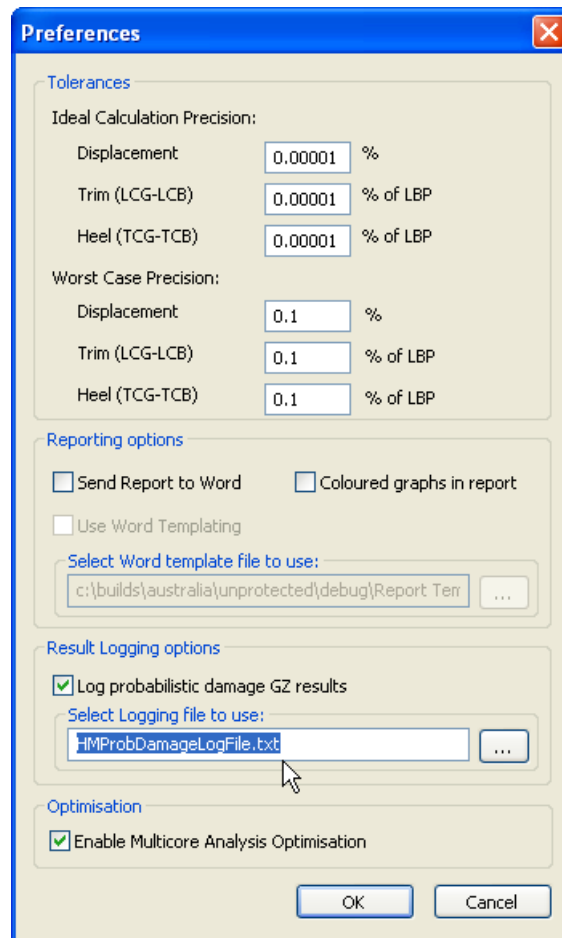 Preferences
Tolerances
Ideal Calculation Precision:
Displacement 0.00001 %
Trim (LCG-LCB) 0.00001 % of LBP
Heel (TCG-TCB) 0.00001 % of LBP
Worst Case Precision:
Displacement 0.1 %
Trim (LCG-LCB) 0.1 % of LBP
Heel (TCG-TCB) 0.1 % of LBP
Reporting options
Send Report to Word Coloured graphs in report
Use Word Templating
Select Word template file to use:
c:\builds\australia\unprotected\debug\Report Tem ...
Result Logging options
Log probabilistic damage GZ results
Select Logging file to use:
HMProbDamageLogFile.txt ...
Optimisation
Enable Multicore Analysis Optimisation
OK Cancel